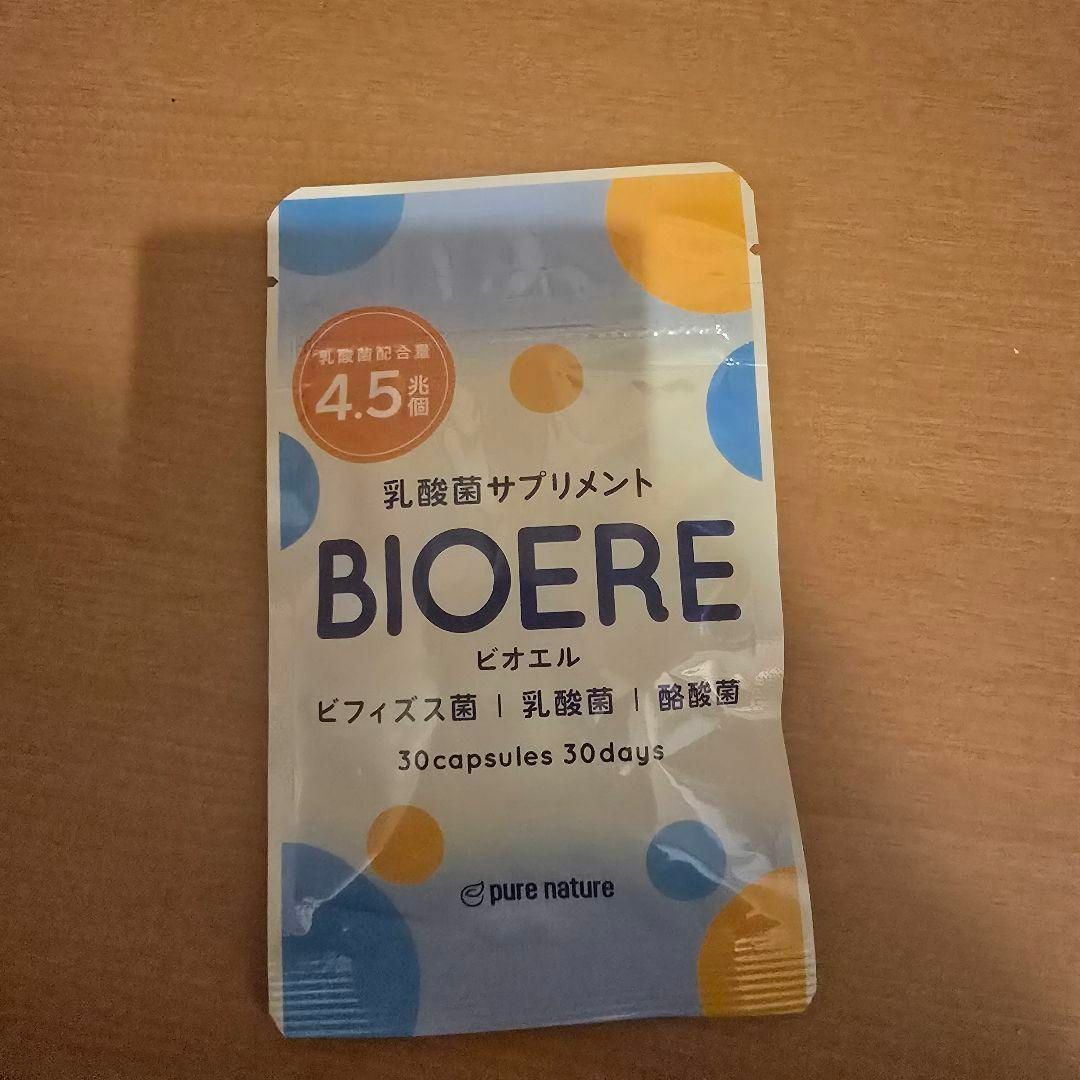 乳酸菌配合量
4.5兆個
乳酸菌サプリメント
BIOERE
ビオエル
ビフィズス菌 | 乳酸菌 | 酪酸菌
30capsules 30days
pure nature